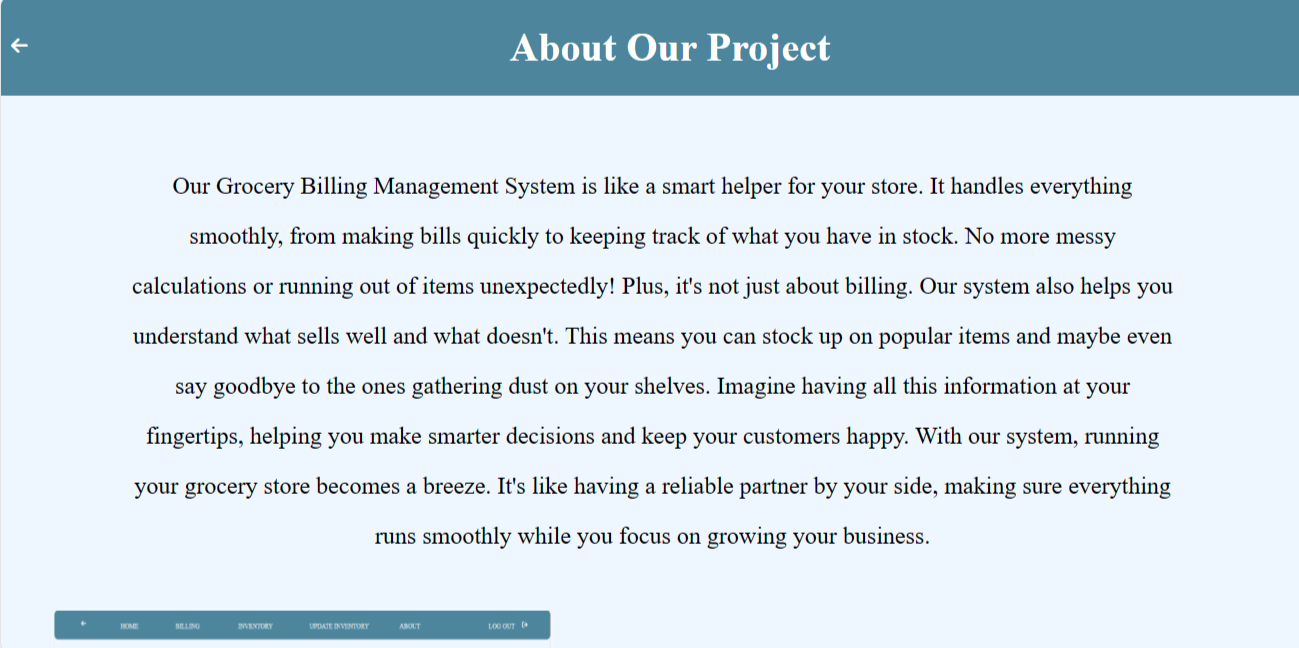 About Our Project
Our Grocery Billing Management System is like a smart helper for your store. It handles everything
smoothly, from making bills quickly to keeping track of what you have in stock. No more messy
calculations or running out of items unexpectedly! Plus, it's not just about billing. Our system also helps you
understand what sells well and what doesn't. This means you can stock up on popular items and maybe even
say goodbye to the ones gathering dust on your shelves. Imagine having all this information at your
fingertips, helping you make smarter decisions and keep your customers happy. With our system, running
your grocery store becomes a breeze. It's like having a reliable partner by your side, making sure everything
runs smoothly while you focus on growing your business.
HOME BILLING INVENTORY UPDATE INVENTORY ABOUT LOG OUT